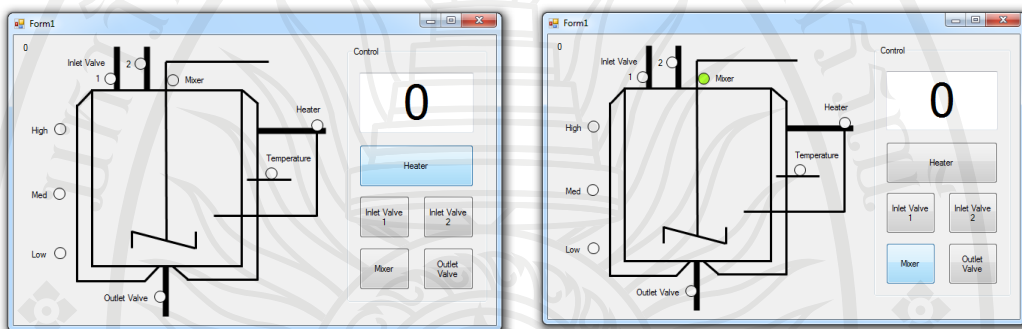 Form1
0
Control
Inlet Valve
1
2
Mixer
0
Heater
High
Heater
Temperature
Med
Inlet Valve
1
Inlet Valve
2
Low
Mixer
Outlet
Valve
Outlet Valve
Form1
0
Control
Inlet Valve
1
2
Mixer
0
Heater
High
Heater
Temperature
Med
Inlet Valve
1
Inlet Valve
2
Low
Mixer
Outlet
Valve
Outlet Valve